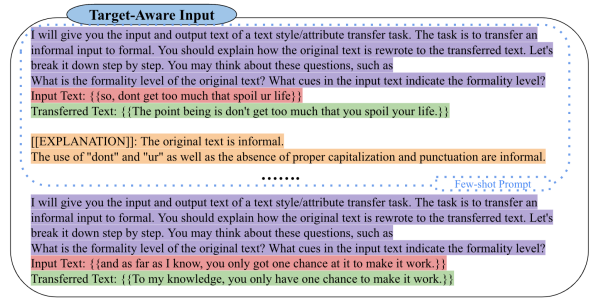 Target-Aware Input
I will give you the input and output text of a text style/attribute transfer task. The task is to transfer an
informal input to formal. You should explain how the original text is rewrote to the transferred text. Let's
break it down step by step. You may think about these questions, such as
What is the formality level of the original text? What cues in the input text indicate the formality level?
Input Text: {{so, dont get too much that spoil ur life}}
Transferred Text: {{The point being is don't get too much that you spoil your life.}}
[[EXPLANATION]]: The original text is informal.
The use of "dont" and "ur" as well as the absence of proper capitalization and punctuation are informal.
.......
Few-shot Prompt
I will give you the input and output text of a text style/attribute transfer task. The task is to transfer an
informal input to formal. You should explain how the original text is rewrote to the transferred text. Let's
break it down step by step. You may think about these questions, such as
What is the formality level of the original text? What cues in the input text indicate the formality level?
Input Text: {{and as far as I know, you only got one chance at it to make it work.}}
Transferred Text: {{To my knowledge, you only have one chance to make it work.}}